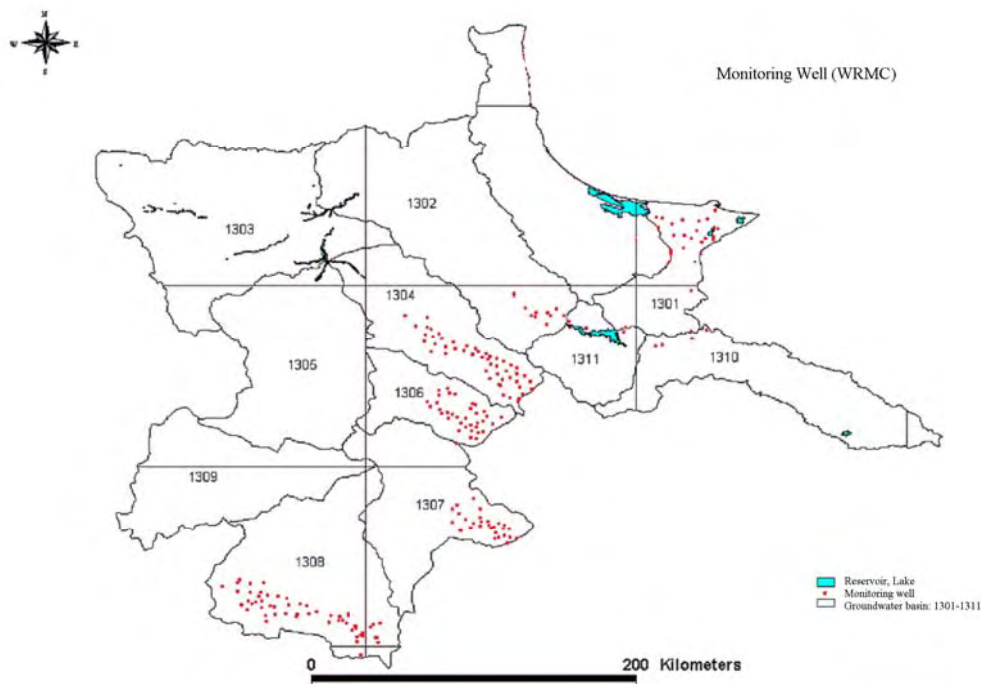 N
W
S
Monitoring Well (WRMC)
1302
1303
1304
1301
1310
1311
1305
1306
1309
1307
1308
Reservoir, Lake
Monitoring well
Groundwater basin: 1301-1311
0
200 Kilometers